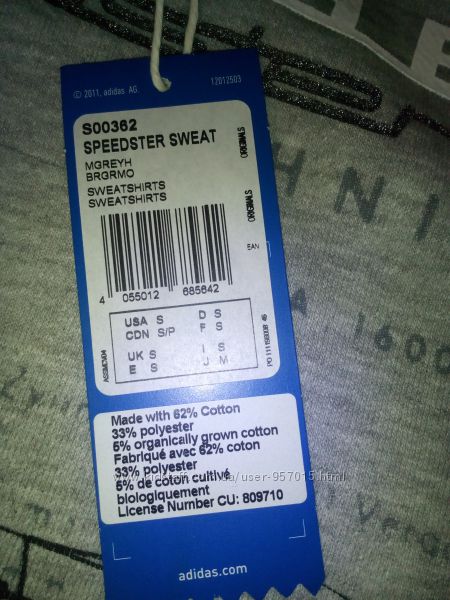 © 2011, adidas AG.
12012503
S00362
SPEEDSTER SWEAT
MGREYH
BRGRMO
SWEATSHIRTS
SWEATSHIRTS
ORIGINALS
ORIGINALS
EAN
4 055012 685642
USA S D S
CDN S/P F S
UK S I S
E S J M
Made with 62% Cotton
33% polyester
5% organically grown cotton
Fabriqué avec 62% coton
33% polyester
5% de coton cultivé
biologiquement
License Number CU: 809710
adidas.com
HNI
A 1608